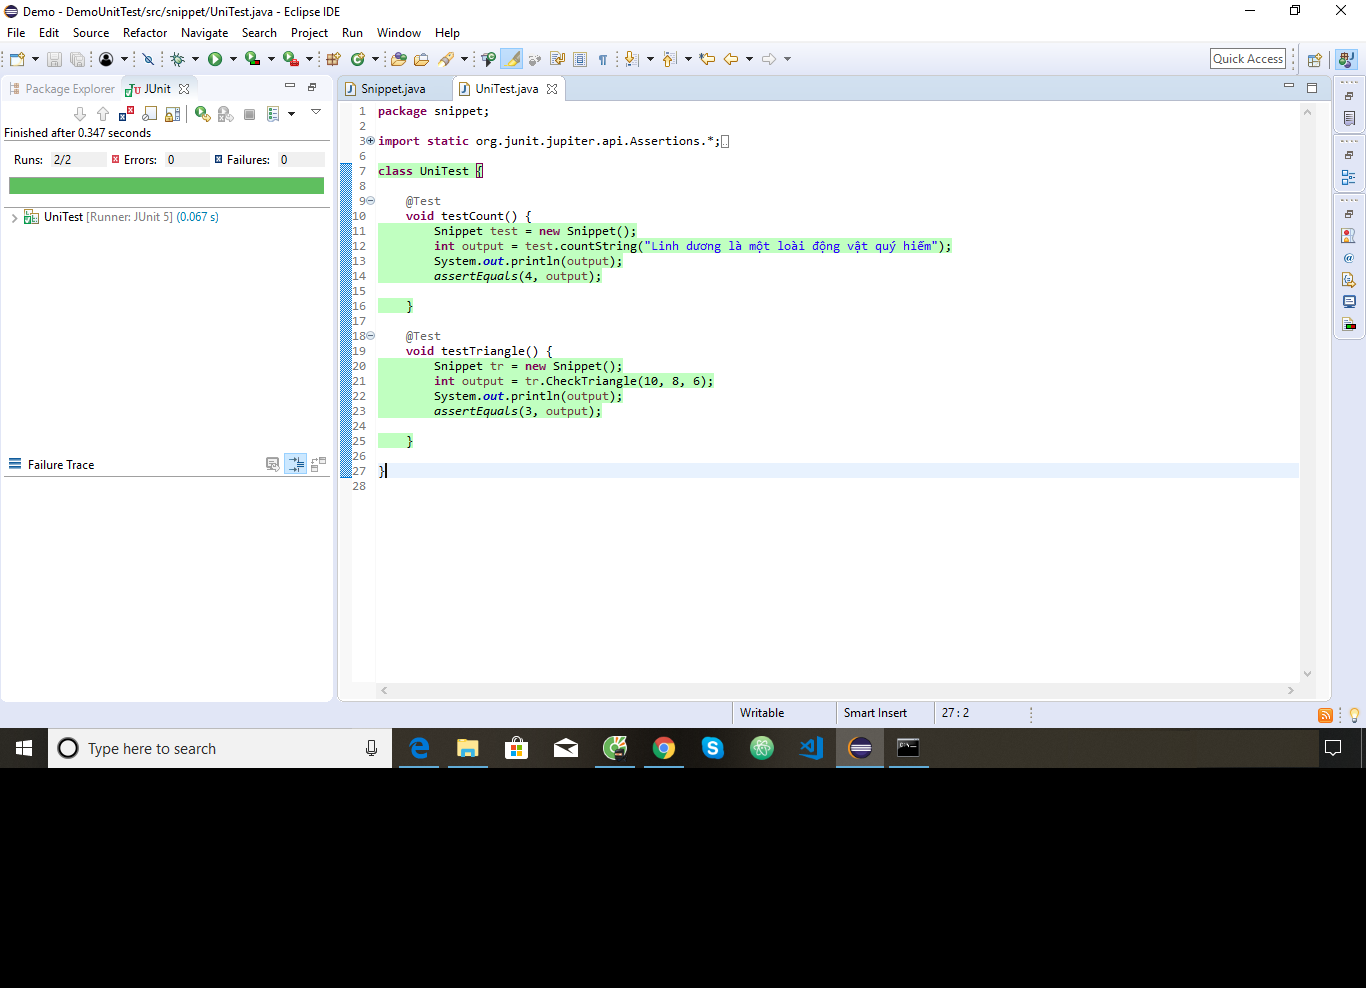 Demo - DemoUnitTest/src/snippet/UniTest.java - Eclipse IDE
File Edit Source Refactor Navigate Search Project Run Window Help
Quick Access
Package Explorer JUnit
Snippet.java UniTest.java
Finished after 0.347 seconds
Runs: 2/2 Errors: 0 Failures: 0
UniTest [Runner: JUnit 5] (0.067 s)
Failure Trace
1 package snippet;
2
3 import static org.junit.jupiter.api.Assertions.*;
6
7 class UniTest {
8
9 @Test
10 void testCount() {
11 Snippet test = new Snippet();
12 int output = test.countString("Linh dương là một loài động vật quý hiếm");
13 System.out.println(output);
14 assertEquals(4, output);
15
16 }
17
18 @Test
19 void testTriangle() {
20 Snippet tr = new Snippet();
21 int output = tr.CheckTriangle(10, 8, 6);
22 System.out.println(output);
23 assertEquals(3, output);
24
25 }
26
27 }
28
Writable Smart Insert 27 : 2
Type here to search